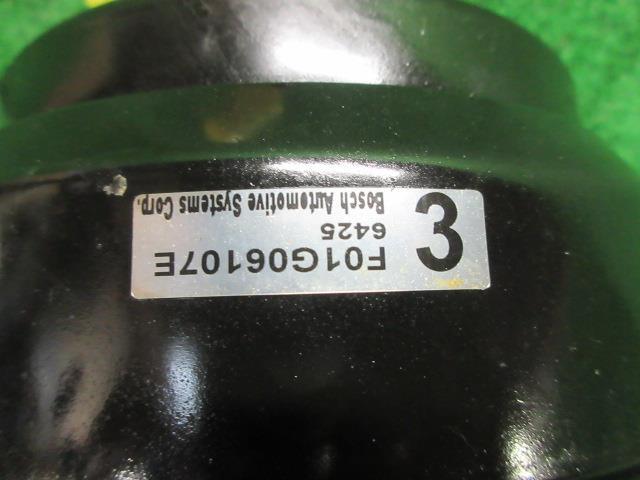 3
F01G06107E
6425
Bosch Automotive Systems Corp.